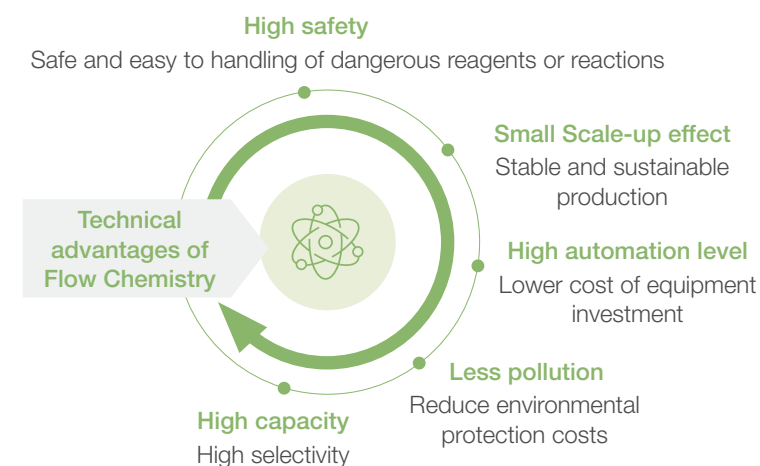 High safety
Safe and easy to handling of dangerous reagents or reactions
Small Scale-up effect
Stable and sustainable
production
Technical
advantages of
Flow Chemistry
High automation level
Lower cost of equipment
investment
Less pollution
Reduce environmental
protection costs
High capacity
High selectivity